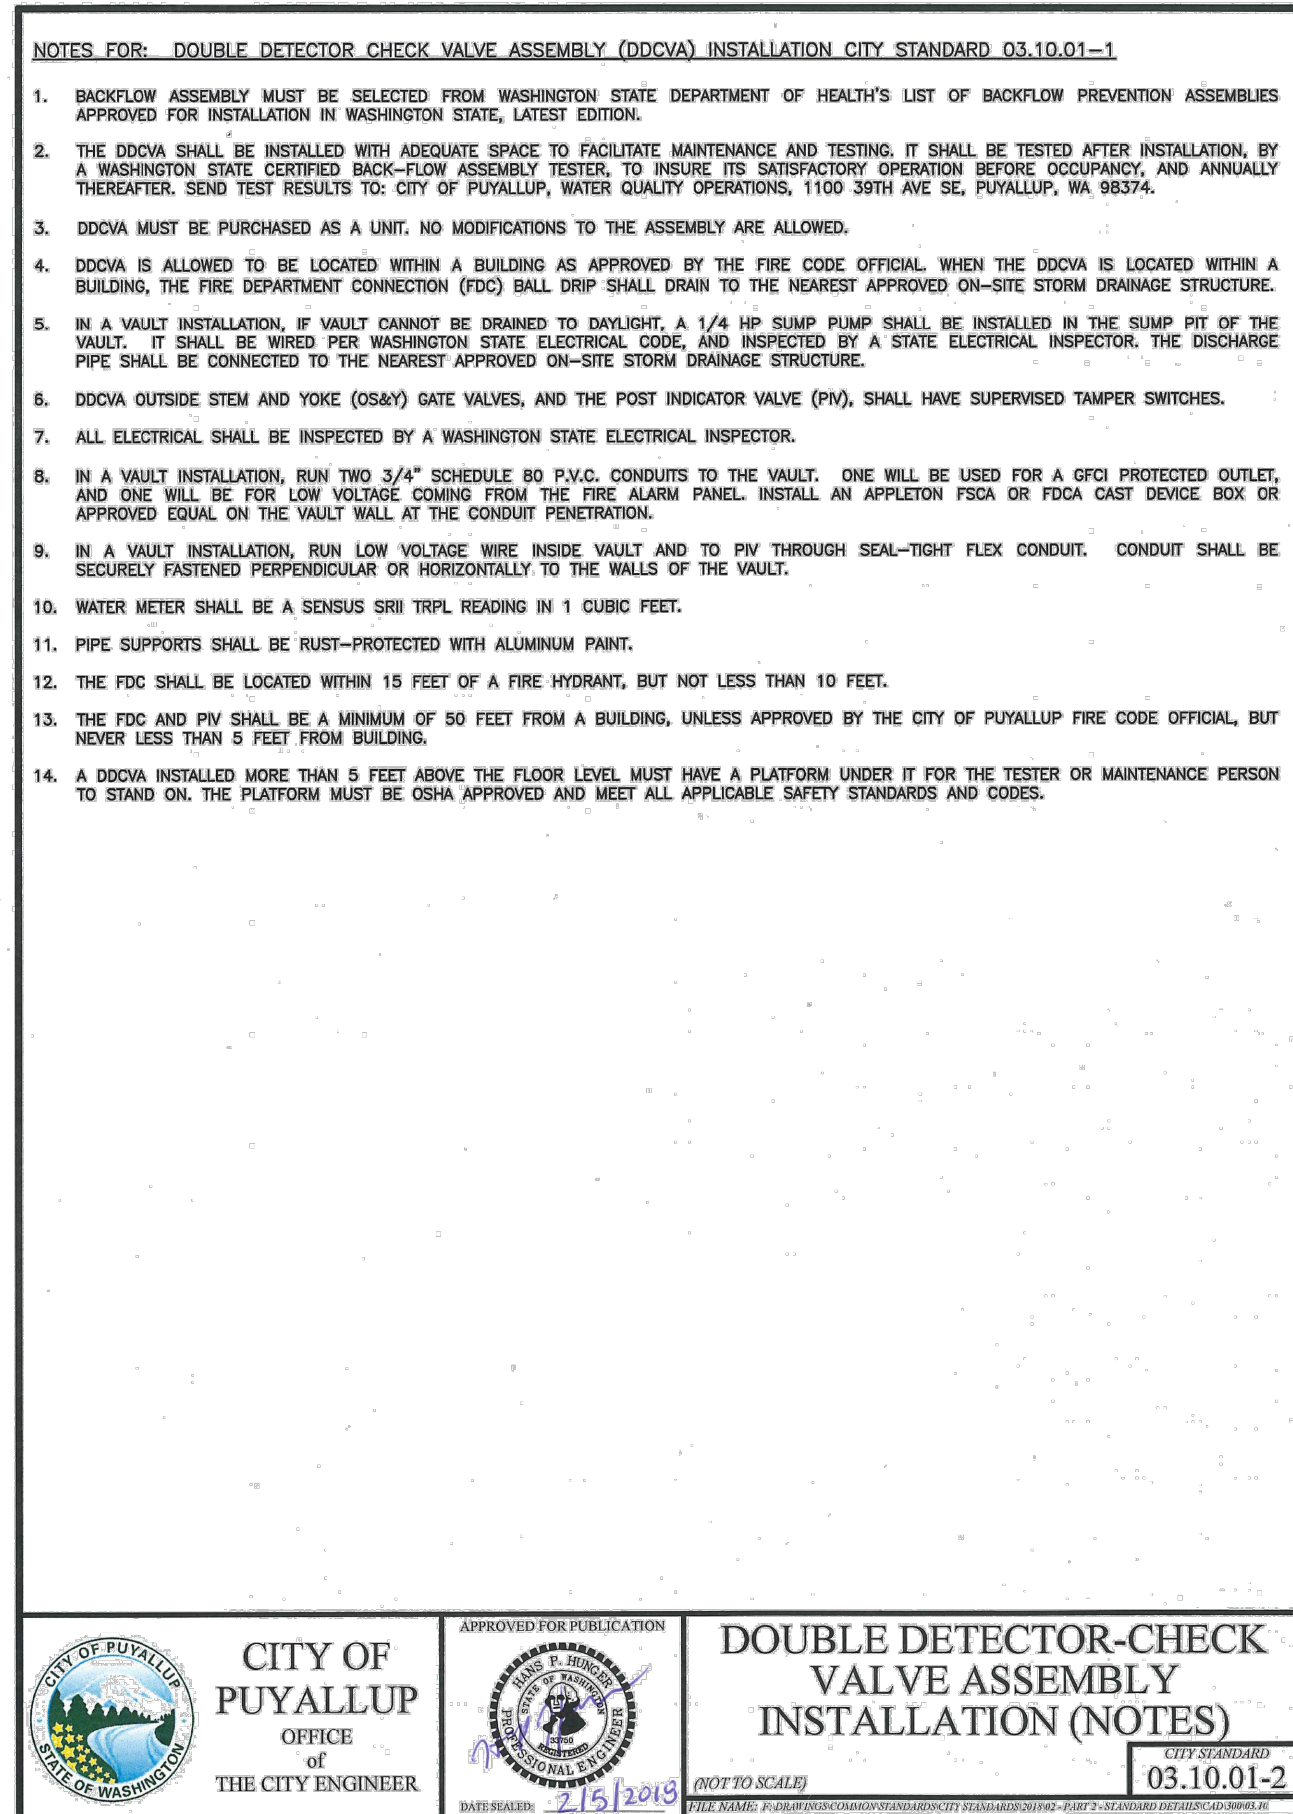 NOTES FOR: DOUBLE DETECTOR CHECK VALVE ASSEMBLY (DDCVA) INSTALLATION CITY STANDARD 03.10.01-1
1. BACKFLOW ASSEMBLY MUST BE SELECTED FROM WASHINGTON STATE DEPARTMENT OF HEALTH'S LIST OF BACKFLOW PREVENTION ASSEMBLIES
APPROVED FOR INSTALLATION IN WASHINGTON STATE, LATEST EDITION.
2. THE DDCVA SHALL BE INSTALLED WITH ADEQUATE SPACE TO FACILITATE MAINTENANCE AND TESTING. IT SHALL BE TESTED AFTER INSTALLATION, BY
A WASHINGTON STATE CERTIFIED BACK-FLOW ASSEMBLY TESTER, TO INSURE ITS SATISFACTORY OPERATION BEFORE OCCUPANCY, AND ANNUALLY
THEREAFTER. SEND TEST RESULTS TO: CITY OF PUYALLUP, WATER QUALITY OPERATIONS, 1100 39TH AVE SE, PUYALLUP, WA 98374.
3. DDCVA MUST BE PURCHASED AS A UNIT. NO MODIFICATIONS TO THE ASSEMBLY ARE ALLOWED.
4. DDCVA IS ALLOWED TO BE LOCATED WITHIN A BUILDING AS APPROVED BY THE FIRE CODE OFFICIAL. WHEN THE DDCVA IS LOCATED WITHIN A
BUILDING, THE FIRE DEPARTMENT CONNECTION (FDC) BALL DRIP SHALL DRAIN TO THE NEAREST APPROVED ON-SITE STORM DRAINAGE STRUCTURE.
5. IN A VAULT INSTALLATION, IF VAULT CANNOT BE DRAINED TO DAYLIGHT, A 1/4 HP SUMP PUMP SHALL BE INSTALLED IN THE SUMP PIT OF THE
VAULT. IT SHALL BE WIRED PER WASHINGTON STATE ELECTRICAL CODE, AND INSPECTED BY A STATE ELECTRICAL INSPECTOR. THE DISCHARGE
PIPE SHALL BE CONNECTED TO THE NEAREST APPROVED ON-SITE STORM DRAINAGE STRUCTURE.
6. DDCVA OUTSIDE STEM AND YOKE (OS&Y) GATE VALVES, AND THE POST INDICATOR VALVE (PIV), SHALL HAVE SUPERVISED TAMPER SWITCHES.
7. ALL ELECTRICAL SHALL BE INSPECTED BY A WASHINGTON STATE ELECTRICAL INSPECTOR.
8. IN A VAULT INSTALLATION, RUN TWO 3/4" SCHEDULE 80 P.V.C. CONDUITS TO THE VAULT. ONE WILL BE USED FOR A GFCI PROTECTED OUTLET,
AND ONE WILL BE FOR LOW VOLTAGE COMING FROM THE FIRE ALARM PANEL. INSTALL AN APPLETON FSCA OR FDCA CAST DEVICE BOX OR
APPROVED EQUAL ON THE VAULT WALL AT THE CONDUIT PENETRATION.
9. IN A VAULT INSTALLATION, RUN LOW VOLTAGE WIRE INSIDE VAULT AND TO PIV THROUGH SEAL-TIGHT FLEX CONDUIT. CONDUIT SHALL BE
SECURELY FASTENED PERPENDICULAR OR HORIZONTALLY TO THE WALLS OF THE VAULT.
10. WATER METER SHALL BE A SENSUS SRII TRPL READING IN 1 CUBIC FEET.
11. PIPE SUPPORTS SHALL BE RUST-PROTECTED WITH ALUMINUM PAINT.
12. THE FDC SHALL BE LOCATED WITHIN 15 FEET OF A FIRE HYDRANT, BUT NOT LESS THAN 10 FEET.
13. THE FDC AND PIV SHALL BE A MINIMUM OF 50 FEET FROM A BUILDING, UNLESS APPROVED BY THE CITY OF PUYALLUP FIRE CODE OFFICIAL, BUT
NEVER LESS THAN 5 FEET FROM BUILDING.
14. A DDCVA INSTALLED MORE THAN 5 FEET ABOVE THE FLOOR LEVEL MUST HAVE A PLATFORM UNDER IT FOR THE TESTER OR MAINTENANCE PERSON
TO STAND ON. THE PLATFORM MUST BE OSHA APPROVED AND MEET ALL APPLICABLE SAFETY STANDARDS AND CODES.
CITY OF PUYALLUP
STATE OF WASHINGTON
CITY OF
PUYALLUP
OFFICE
of
THE CITY ENGINEER
APPROVED FOR PUBLICATION
HANS P. HUNGER
STATE OF WASHINGTON
33750
REGISTERED
PROFESSIONAL ENGINEER
DATE SEALED: 2/5/2019
DOUBLE DETECTOR-CHECK
VALVE ASSEMBLY
INSTALLATION (NOTES)
(NOT TO SCALE)
CITY STANDARD
03.10.01-2
FILE NAME: F:\DRAWINGS\COMMON\STANDARDS\CITY STANDARDS\2018\02 - PART 2 - STANDARD DETAILS\CAD\300\03.10